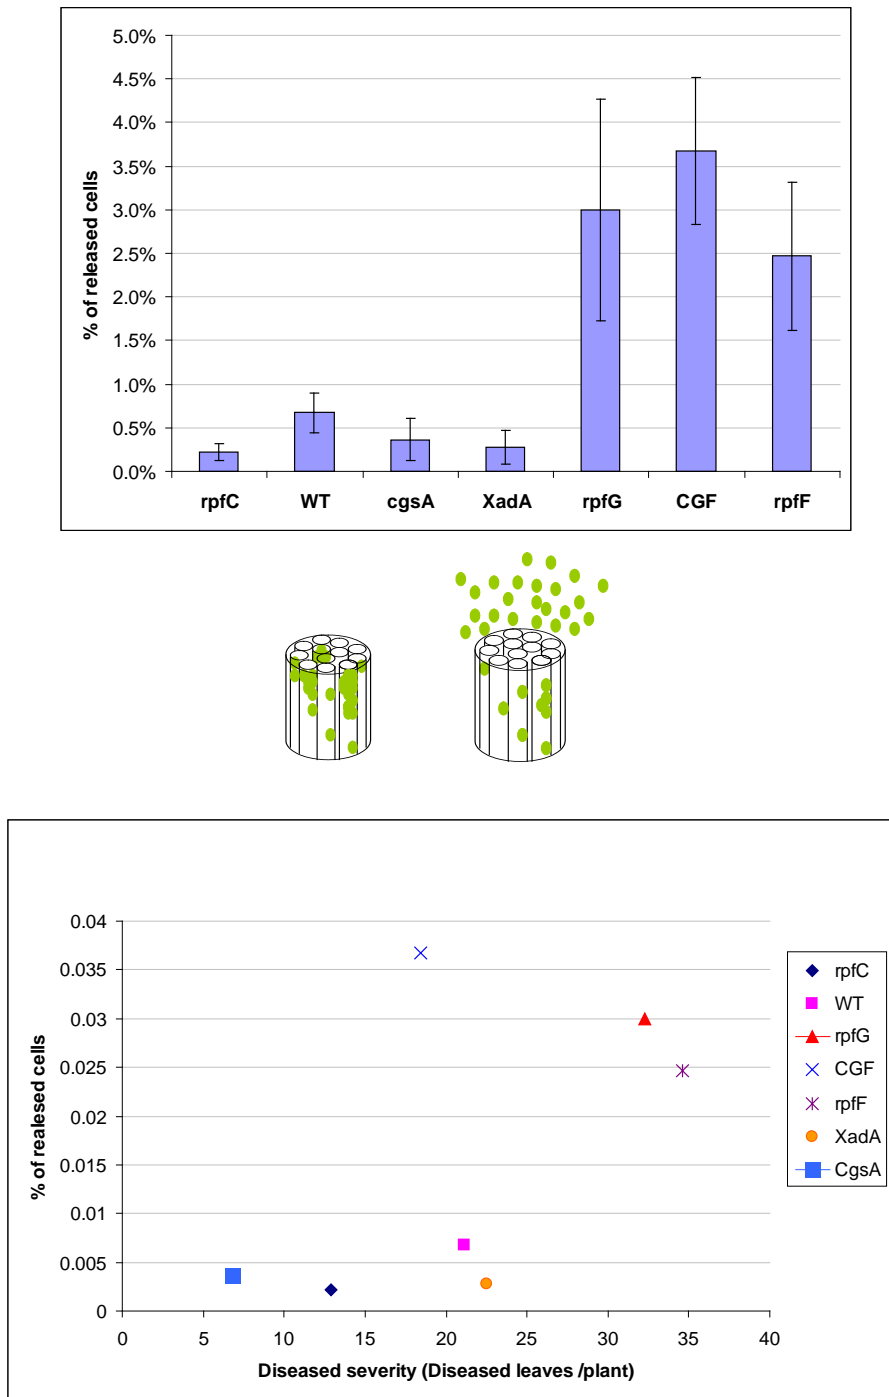 5.0%
4.5%
4.0%
3.5%
3.0%
2.5%
2.0%
1.5%
1.0%
0.5%
0.0%
% of released cells
rpfC WT cgsA XadA rpfG CGF rpfF
0.04
0.035
0.03
0.025
0.02
0.015
0.01
0.005
0
% of realesed cells
0 5 10 15 20 25 30 35 40
Diseased severity (Diseased leaves /plant)
rpfC
WT
rpfG
CGF
rpfF
XadA
CgsA